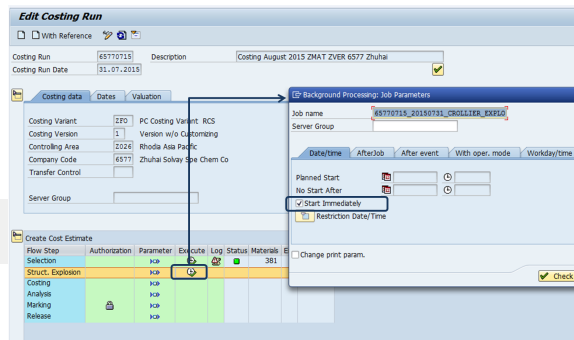 Edit Costing Run
With Reference
Costing Run 65770715 Description Costing August 2015 ZMAT ZVER 6577 Zhuhai
Costing Run Date 31.07.2015
Costing data Dates Valuation
Costing Variant ZFO PC Costing Variant RCS
Costing Version 1 Version w/o Customizing
Controlling Area Z026 Rhodia Asia Pacific
Company Code 6577 Zhuhai Solvay Spe Chem Co
Transfer Control
Server Group
Create Cost Estimate
Flow Step Authorization Parameter Execute Log Status Materials E
Selection 381
Struct. Explosion
Costing
Analysis
Marking
Release
Background Processing: Job Parameters
Job name 65770715_20150731_CROLLIER_EXPLO
Server Group
Date/time AfterJob After event With oper. mode Workday/time
Planned Start
No Start After
Start Immediately
Restriction Date/Time
Change print param.
Check